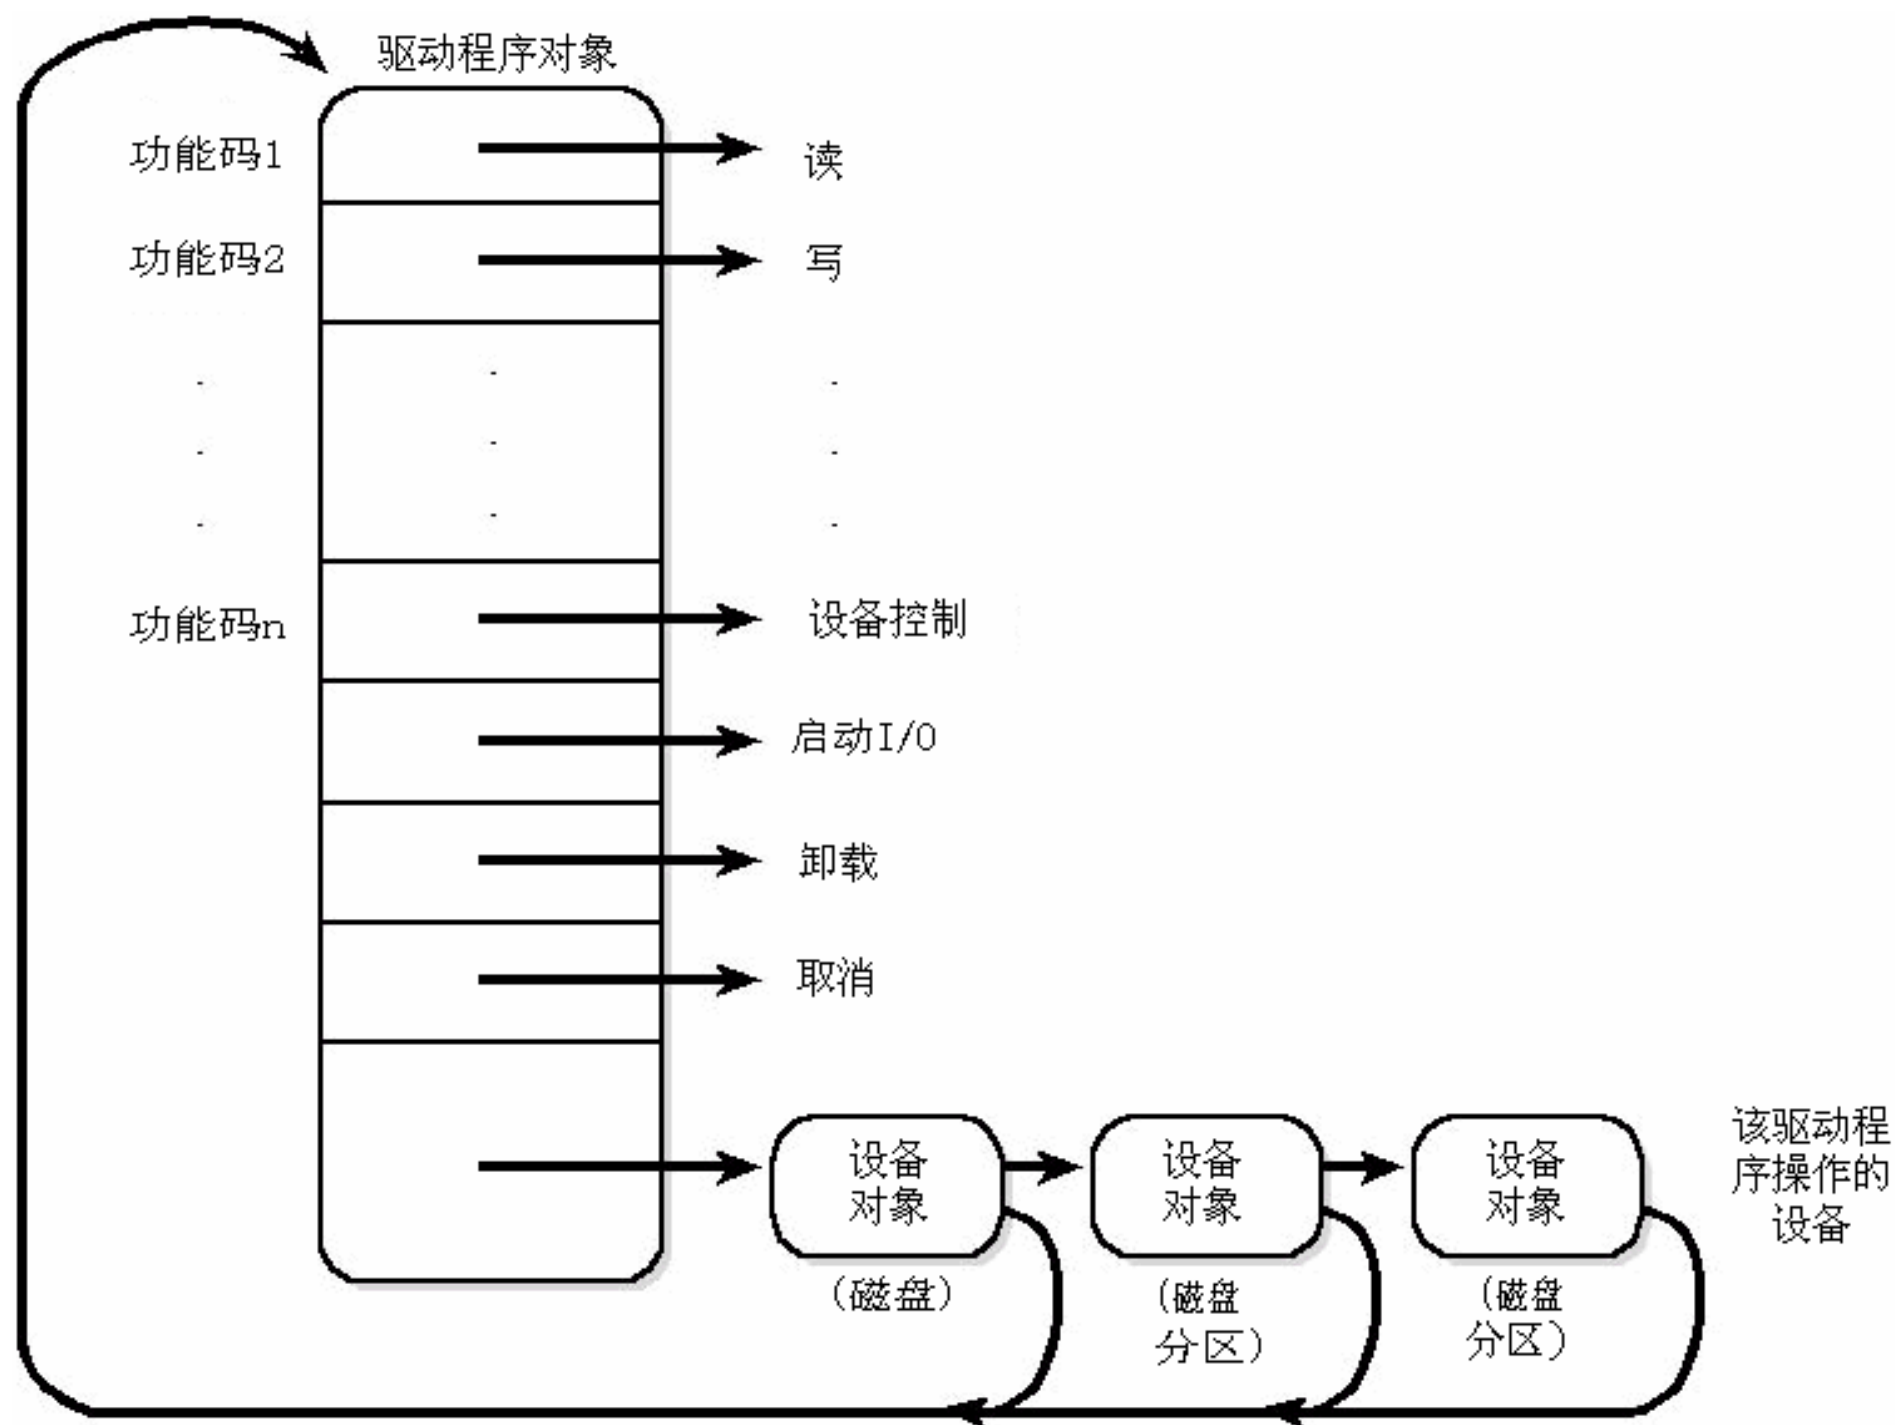 驱动程序对象
功能码1
读
功能码2
写
功能码n
设备控制
启动I/O
卸载
取消
设备
对象
(磁盘)
设备
对象
(磁盘
分区)
设备
对象
(磁盘
分区)
该驱动程
序操作的
设备